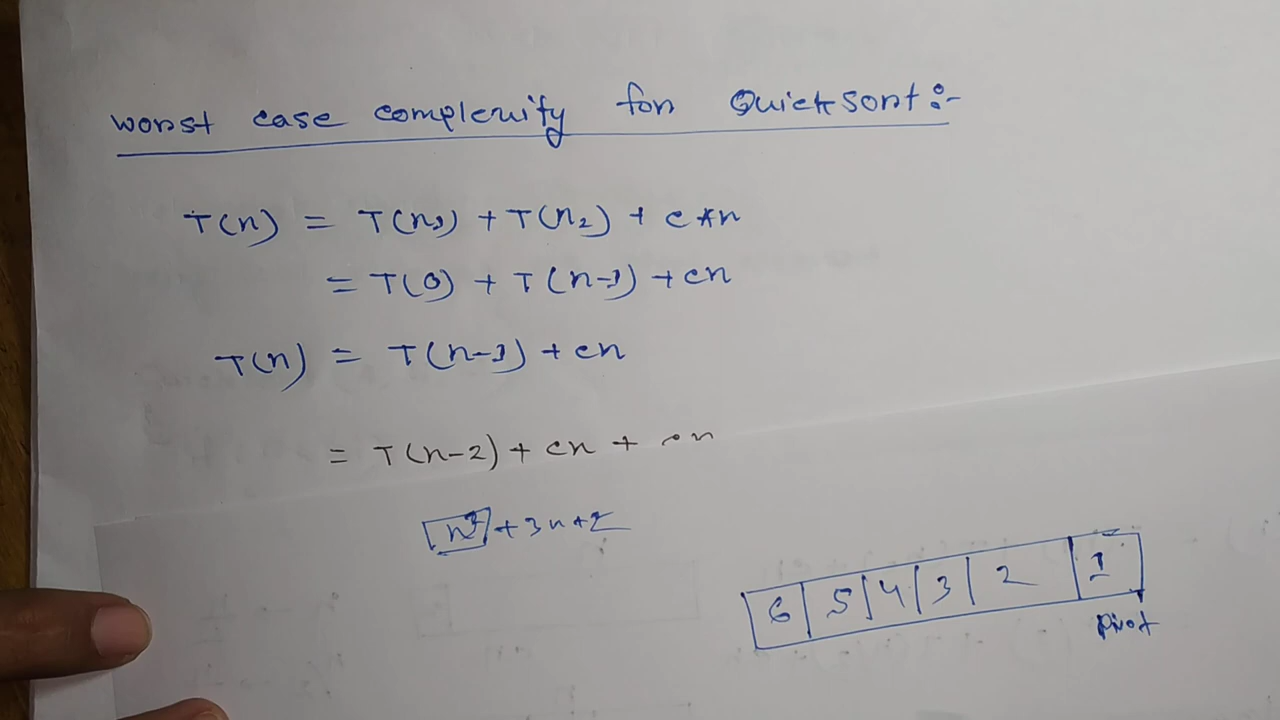 worst case complexity for Quicksort :-
T(n) = T(n1) + T(n2) + c*n
= T(0) + T(n-1) + cn
T(n) = T(n-1) + cn
= T(n-2) + cn + cn
n² + 3n + 2
6 5 4 3 2 1
pivot